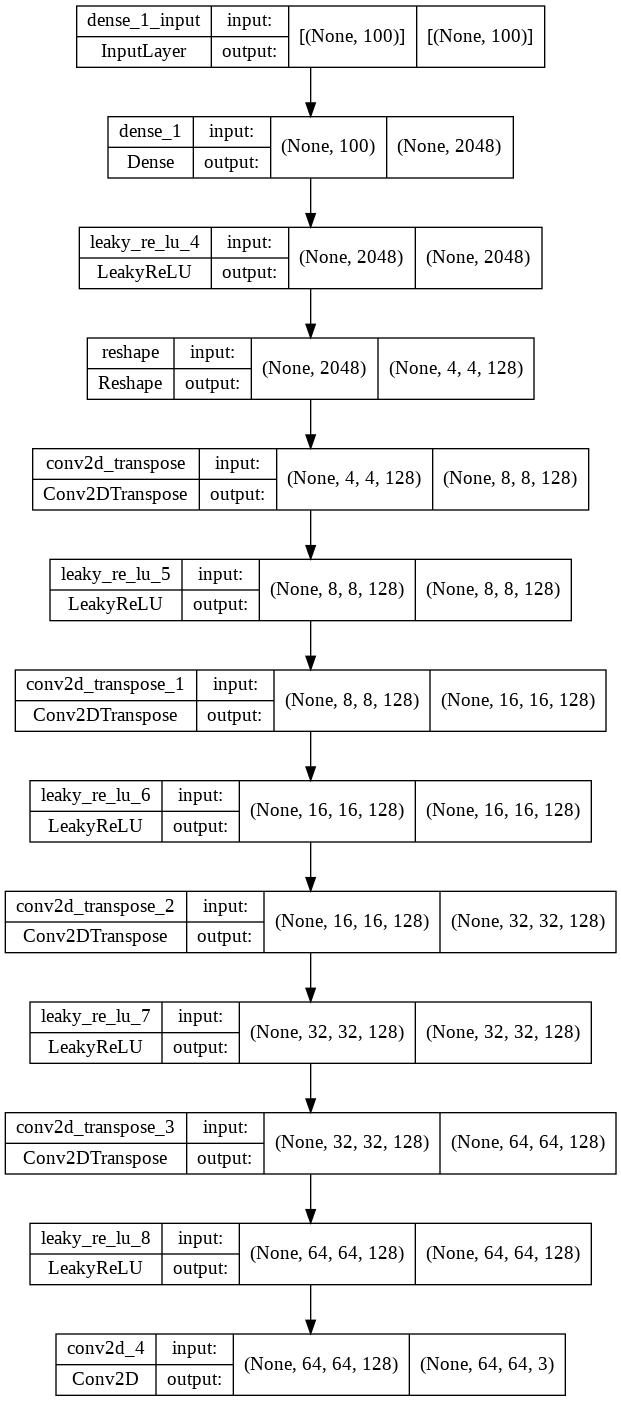 dense_1_input input: [(None, 100)] [(None, 100)]
InputLayer output:
dense_1 input: (None, 100) (None, 2048)
Dense output:
leaky_re_lu_4 input: (None, 2048) (None, 2048)
LeakyReLU output:
reshape input: (None, 2048) (None, 4, 4, 128)
Reshape output:
conv2d_transpose input: (None, 4, 4, 128) (None, 8, 8, 128)
Conv2DTranspose output:
leaky_re_lu_5 input: (None, 8, 8, 128) (None, 8, 8, 128)
LeakyReLU output:
conv2d_transpose_1 input: (None, 8, 8, 128) (None, 16, 16, 128)
Conv2DTranspose output:
leaky_re_lu_6 input: (None, 16, 16, 128) (None, 16, 16, 128)
LeakyReLU output:
conv2d_transpose_2 input: (None, 16, 16, 128) (None, 32, 32, 128)
Conv2DTranspose output:
leaky_re_lu_7 input: (None, 32, 32, 128) (None, 32, 32, 128)
LeakyReLU output:
conv2d_transpose_3 input: (None, 32, 32, 128) (None, 64, 64, 128)
Conv2DTranspose output:
leaky_re_lu_8 input: (None, 64, 64, 128) (None, 64, 64, 128)
LeakyReLU output:
conv2d_4 input: (None, 64, 64, 128) (None, 64, 64, 3)
Conv2D output: